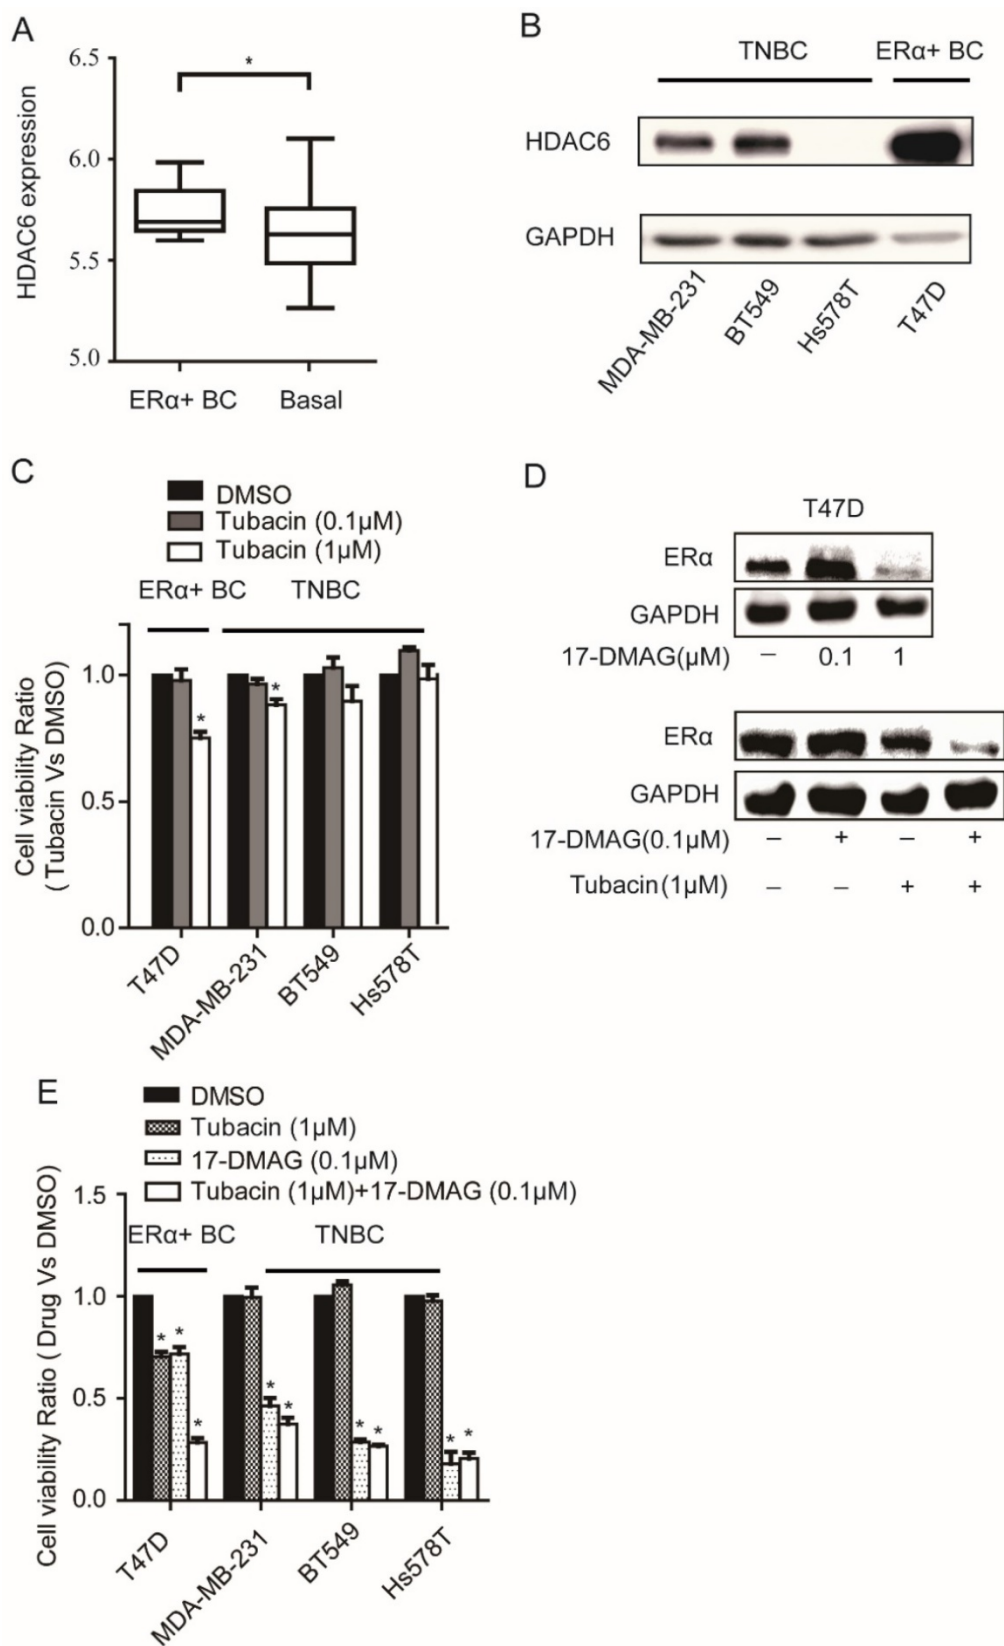 A
HDAC6 expression
6.5
6.0
5.5
5.0
*
ERα+ BC Basal
B
TNBC ERα+ BC
HDAC6
GAPDH
MDA-MB-231 BT549 Hs578T T47D
C
DMSO
Tubacin (0.1µM)
Tubacin (1µM)
ERα+ BC TNBC
Cell viability Ratio
(Tubacin Vs DMSO)
1.0
0.5
0.0
* *
T47D MDA-MB-231 BT549 Hs578T
D
T47D
ERα
GAPDH
17-DMAG(µM) – 0.1 1
ERα
GAPDH
17-DMAG(0.1µM) – + – +
Tubacin(1µM) – – + +
E
DMSO
Tubacin (1µM)
17-DMAG (0.1µM)
Tubacin (1µM)+17-DMAG (0.1µM)
Cell viability Ratio ( Drug Vs DMSO)
1.5
1.0
0.5
0.0
ERα+ BC TNBC
* * * * * * * * *
T47D MDA-MB-231 BT549 Hs578T